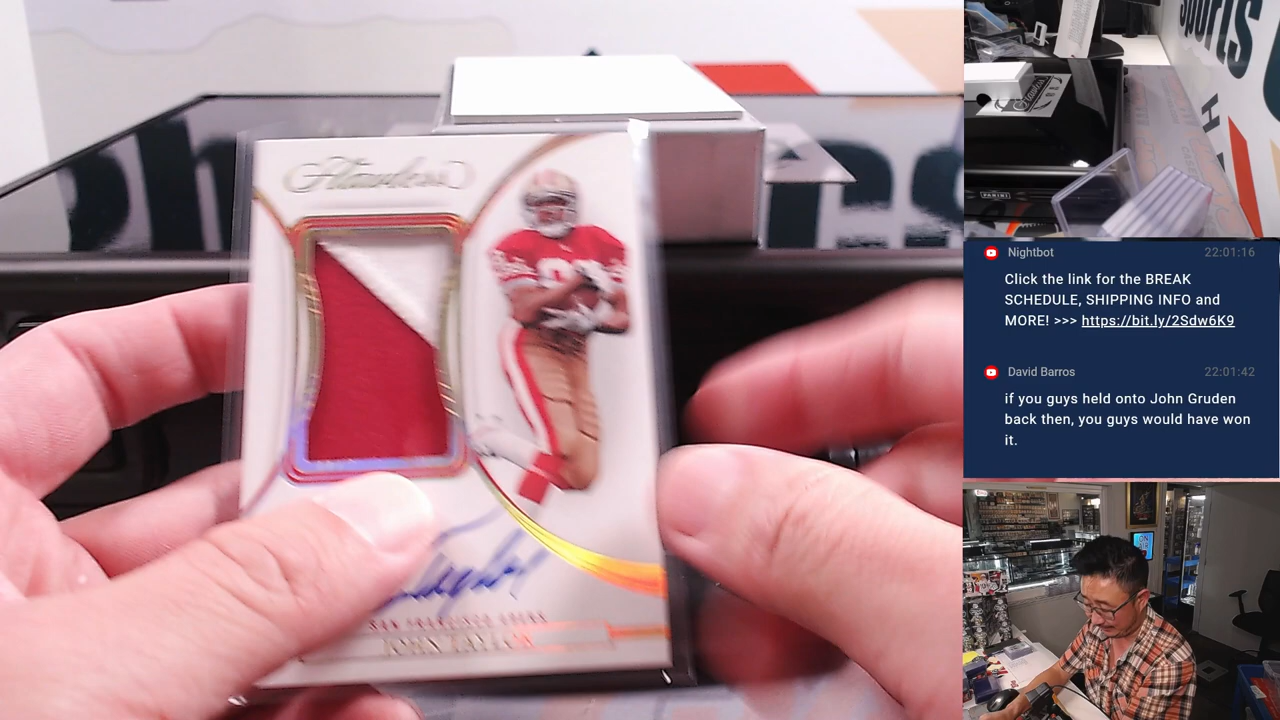 Flawless
SAN FRANCISCO 49ERS
JOHN TAYLOR
sports
PANINI
Nightbot 22:01:16
Click the link for the BREAK
SCHEDULE, SHIPPING INFO and
MORE! >>> https://bit.ly/2Sdw6K9
David Barros 22:01:42
if you guys held onto John Gruden
back then, you guys would have won
it.